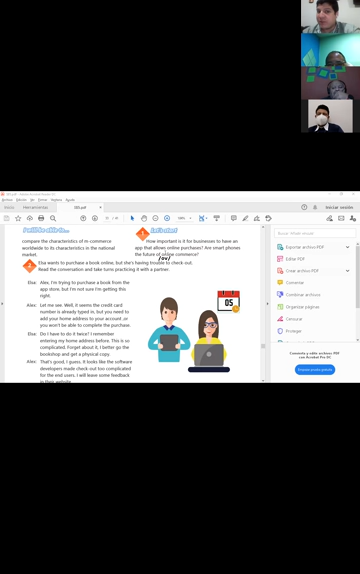 Iniciar sesión
Inicio
Herramientas
I will be able to...
compare the characteristics of m-commerce
worldwide to its characteristics in the national
market.
1
Let's start
How important is it for businesses to have an
app that allows online purchases? Are smart phones
the future of online commerce?
2
Elsa wants to purchase a book online, but she's having trouble to check-out.
Read the conversation and take turns practicing it with a partner.
Elsa: Alex, I'm trying to purchase a book from the
app store, but I'm not sure I'm getting this
right.
Alex: Let me see. Well, it seems the credit card
number is already typed in, but you need to
add your home address to your account, or
you won't be able to complete the purchase.
Elsa: Do I have to do it twice? I remember
entering my home address before. This is so
complicated. Forget about it, I better go the
bookshop and get a physical copy.
Alex: That's good, I guess. It looks like the software
developers made check-out too complicated
for the end users. I will leave some feedback
in their website.
05
Exportar archivo PDF
Editar PDF
Crear archivo PDF
Comentar
Combinar archivos
Organizar páginas
Censurar
Proteger